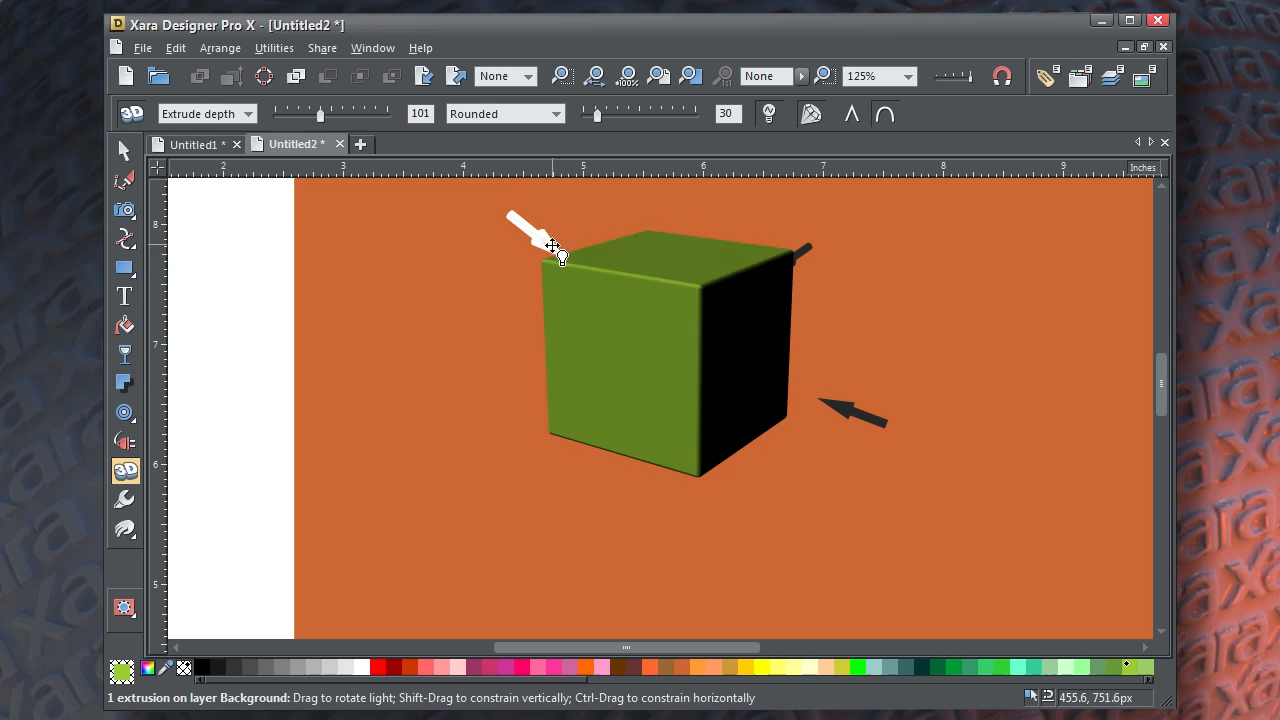 Xara Designer Pro X - [Untitled2 *]
File Edit Arrange Utilities Share Window Help
None 100% None 125%
3D Extrude depth 101 Rounded 30
Untitled1 * Untitled2 *
2 3 4 5 6 7 8 9 Inches
8
7
6
5
T
3D
1 extrusion on layer Background: Drag to rotate light; Shift-Drag to constrain vertically; Ctrl-Drag to constrain horizontally 455.6, 751.6px